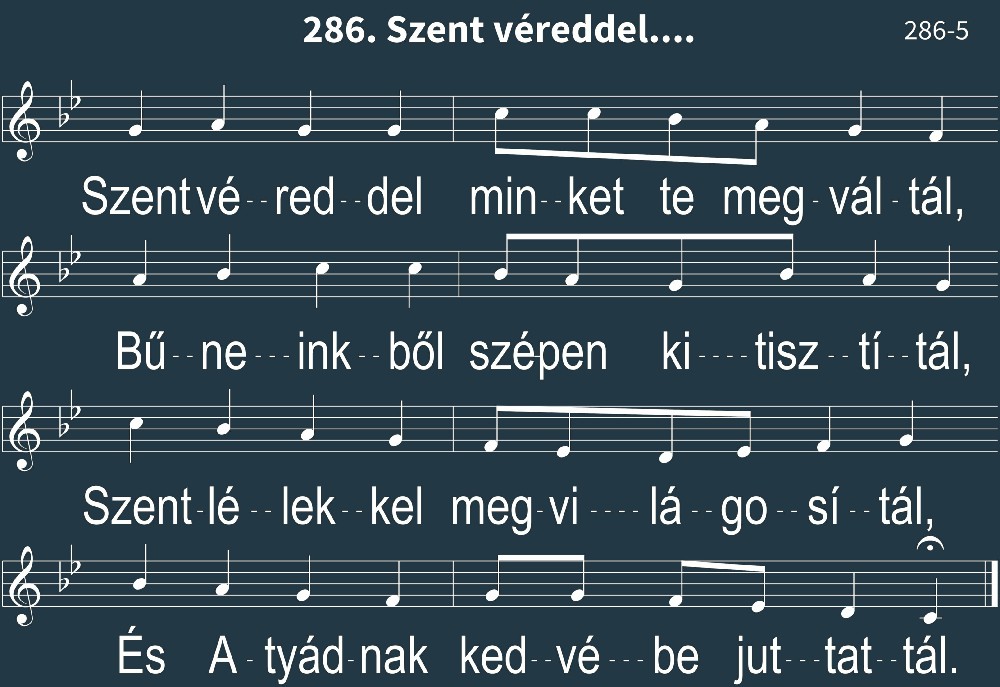 286. Szent véreddel....
286-5
Szent vé--red--del min--ket te meg-vál-tál,
Bű--ne---ink--ből szépen ki----tisz--tí--tál,
Szent-lé--lek--kel meg-vi----lá--go--sí--tál,
És A-tyád-nak ked--vé---be jut---tat--tál.